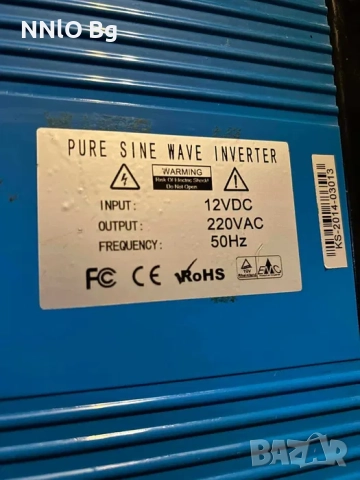 NNlO Bg
PURE SINE WAVE INVERTER
WARNING
Risk Of Electric Shock!
Do Not Open
INPUT: 12VDC
OUTPUT: 220VAC
FREQUENCY: 50Hz
FC CE RoHS TÜV EMC
KS-2014-03013
BAZAR